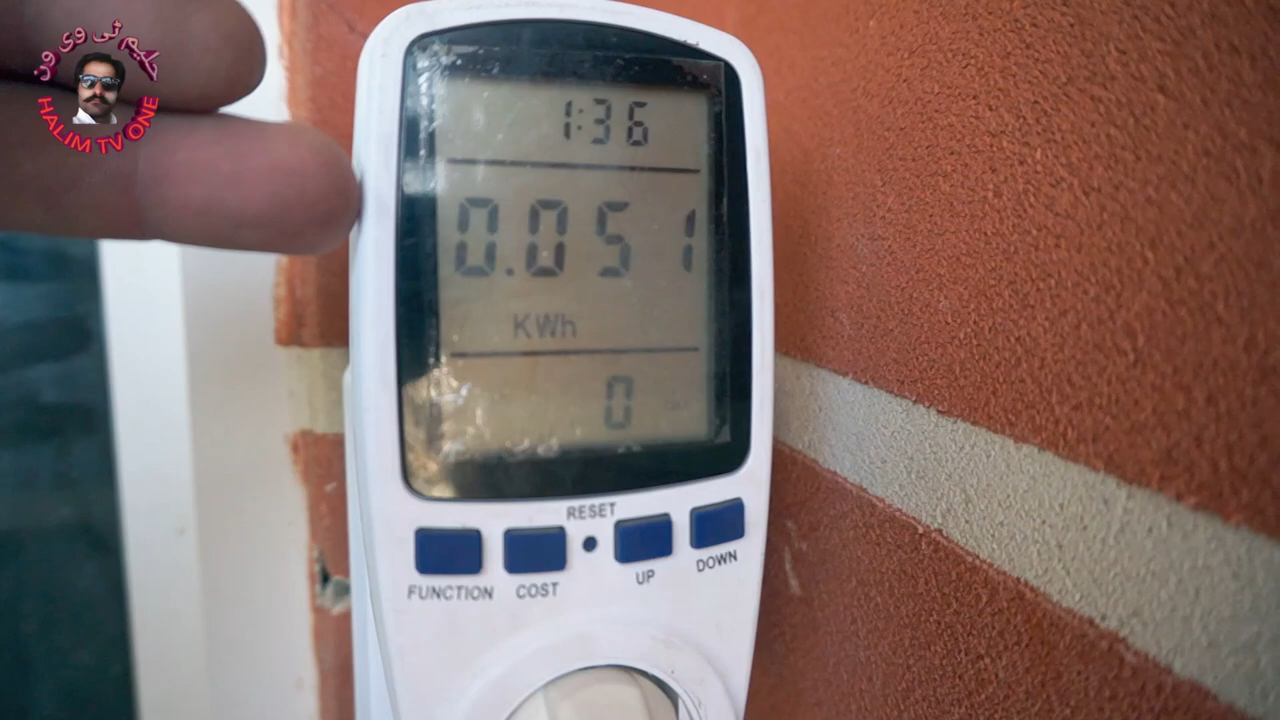 حلیم ٹی وی ون
HALIM TV ONE
1:36
0.051
KWh
0
RESET
FUNCTION COST UP DOWN